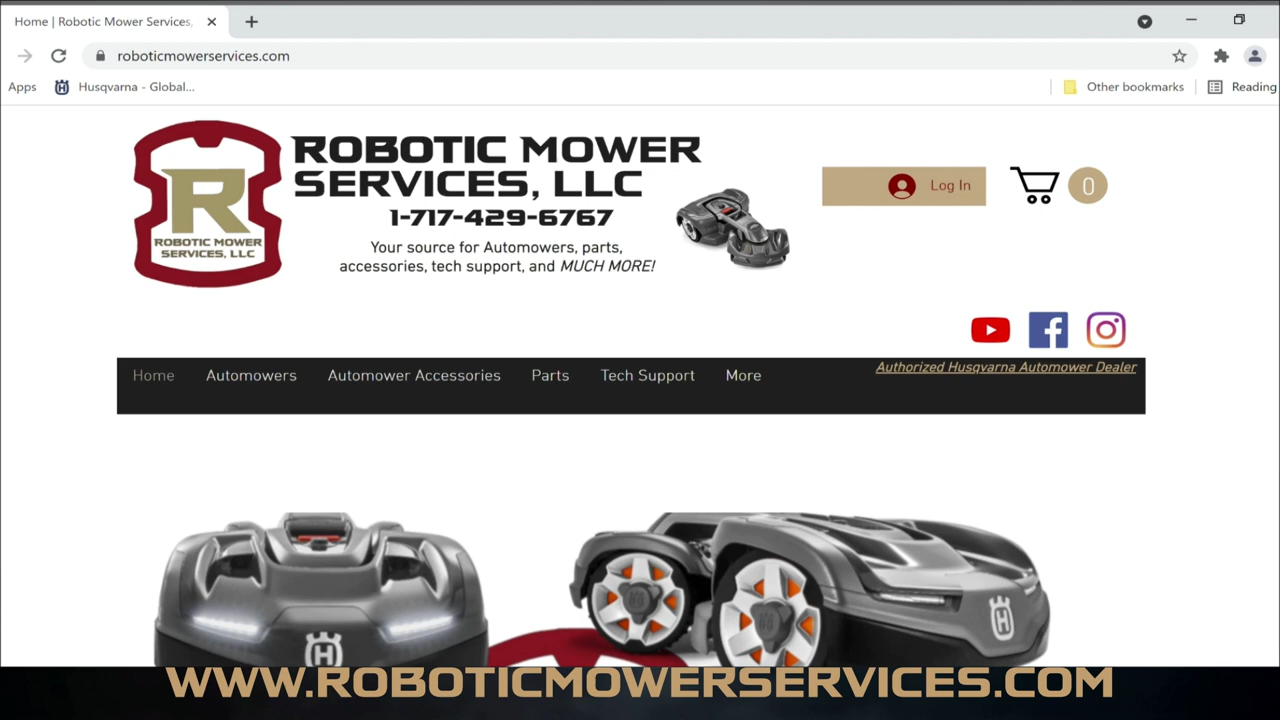 Home | Robotic Mower Services,
roboticmowerservices.com
Apps
Husqvarna - Global...
Other bookmarks
Reading
R
ROBOTIC MOWER
SERVICES, LLC
ROBOTIC MOWER
SERVICES, LLC
1-717-429-6767
Your source for Automowers, parts,
accessories, tech support, and MUCH MORE!
Log In
0
Authorized Husqvarna Automower Dealer
Home Automowers Automower Accessories Parts Tech Support More
H
H
WWW.ROBOTICMOWERSERVICES.COM